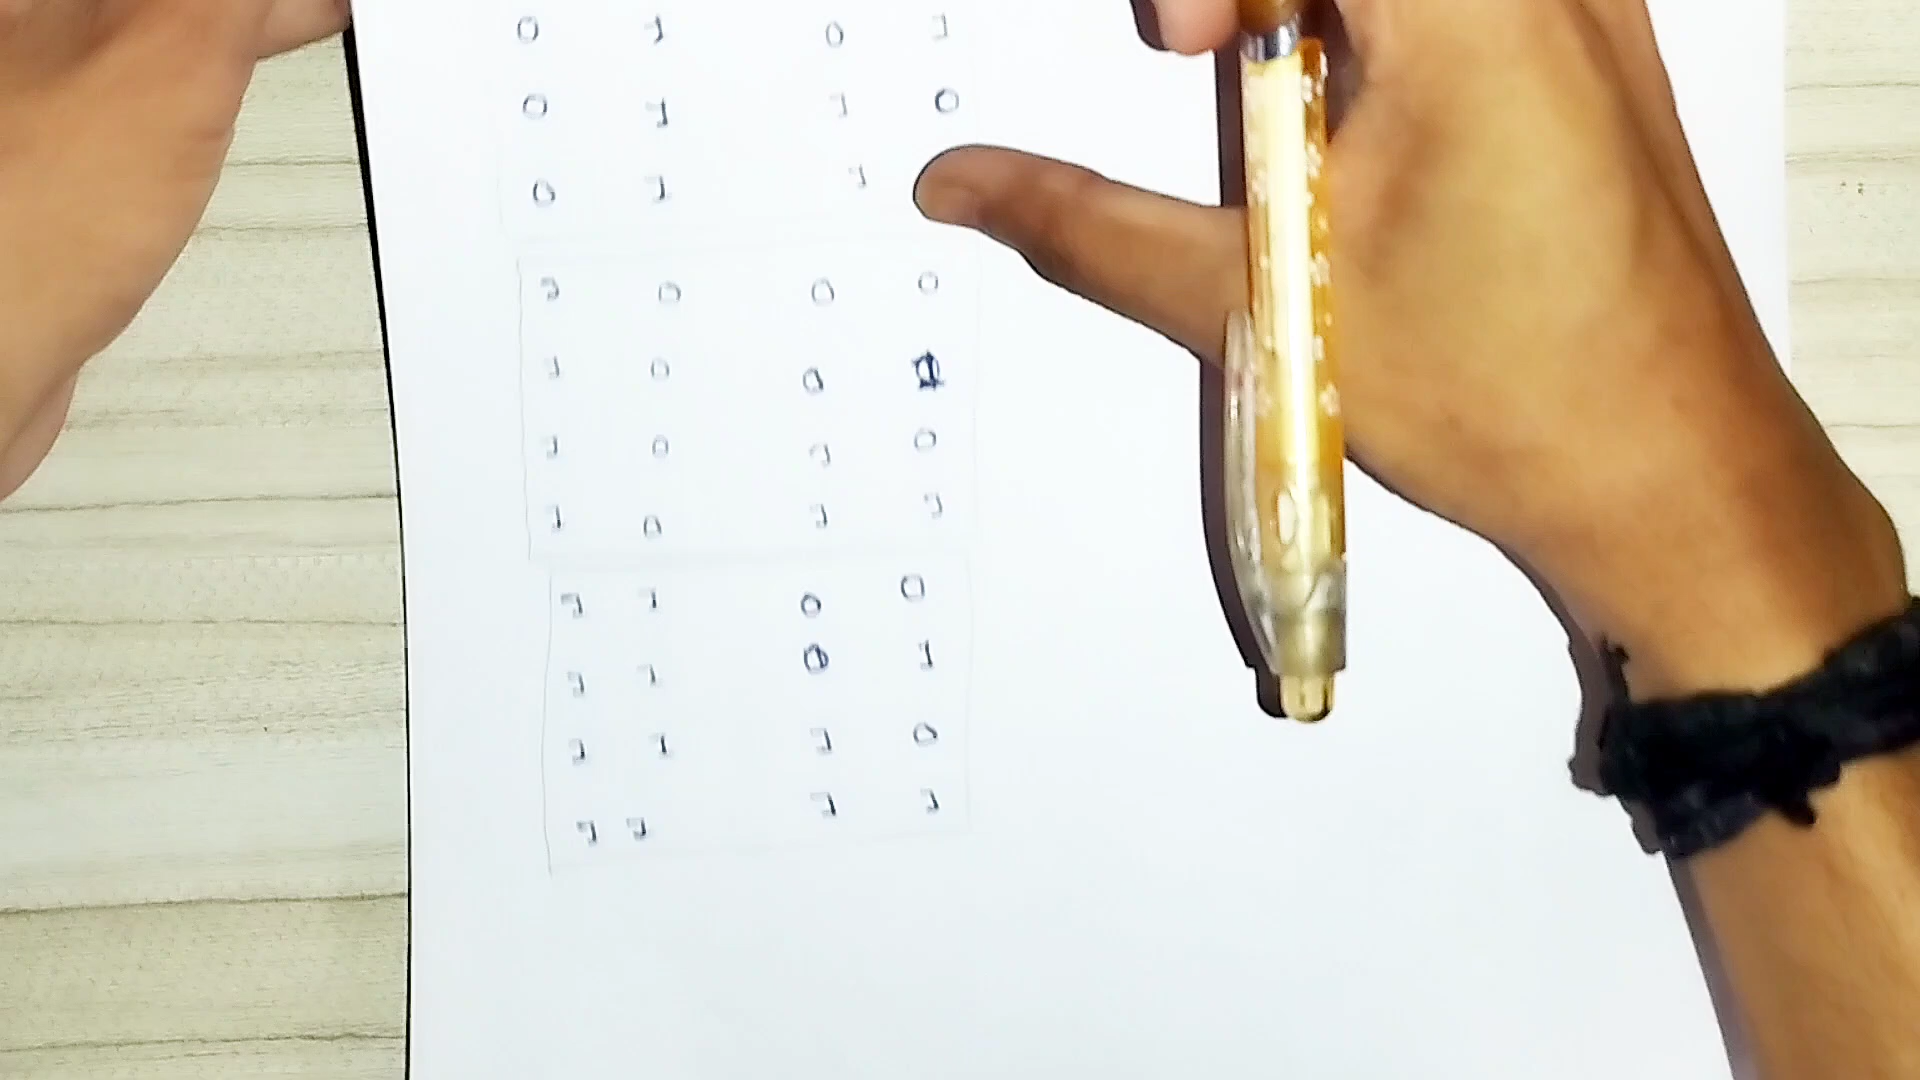 0 1 0 1
0 1 1 0
0 1 1
1 0 0 0
1 0 0
1 0 1 0
1 0 1 1
1 1 0 0
1 1 0 1
1 1 1 0
1 1 1 1